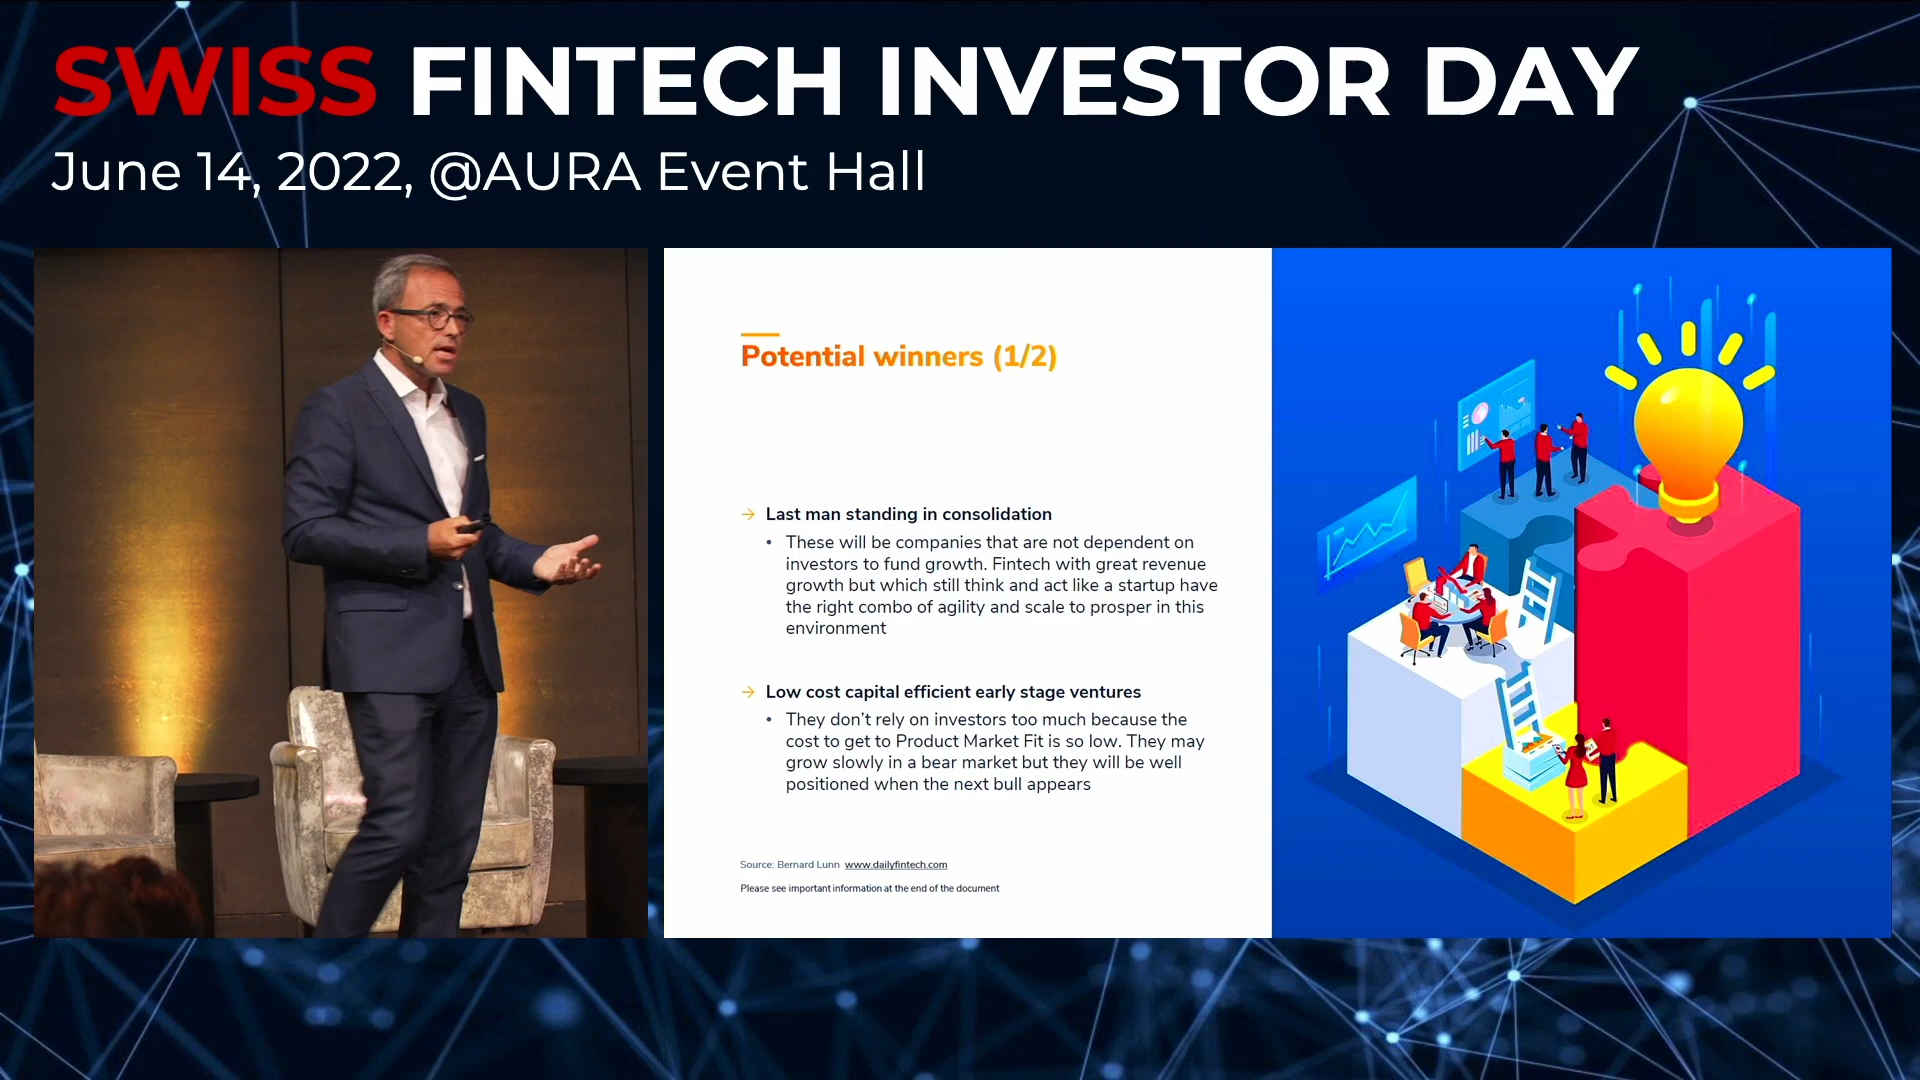 SWISS FINTECH INVESTOR DAY
June 14, 2022, @AURA Event Hall
Potential winners (1/2)
→ Last man standing in consolidation
• These will be companies that are not dependent on
investors to fund growth. Fintech with great revenue
growth but which still think and act like a startup have
the right combo of agility and scale to prosper in this
environment
→ Low cost capital efficient early stage ventures
• They don’t rely on investors too much because the
cost to get to Product Market Fit is so low. They may
grow slowly in a bear market but they will be well
positioned when the next bull appears
Source: Bernard Lunn www.dailyfintech.com
Please see important information at the end of the document